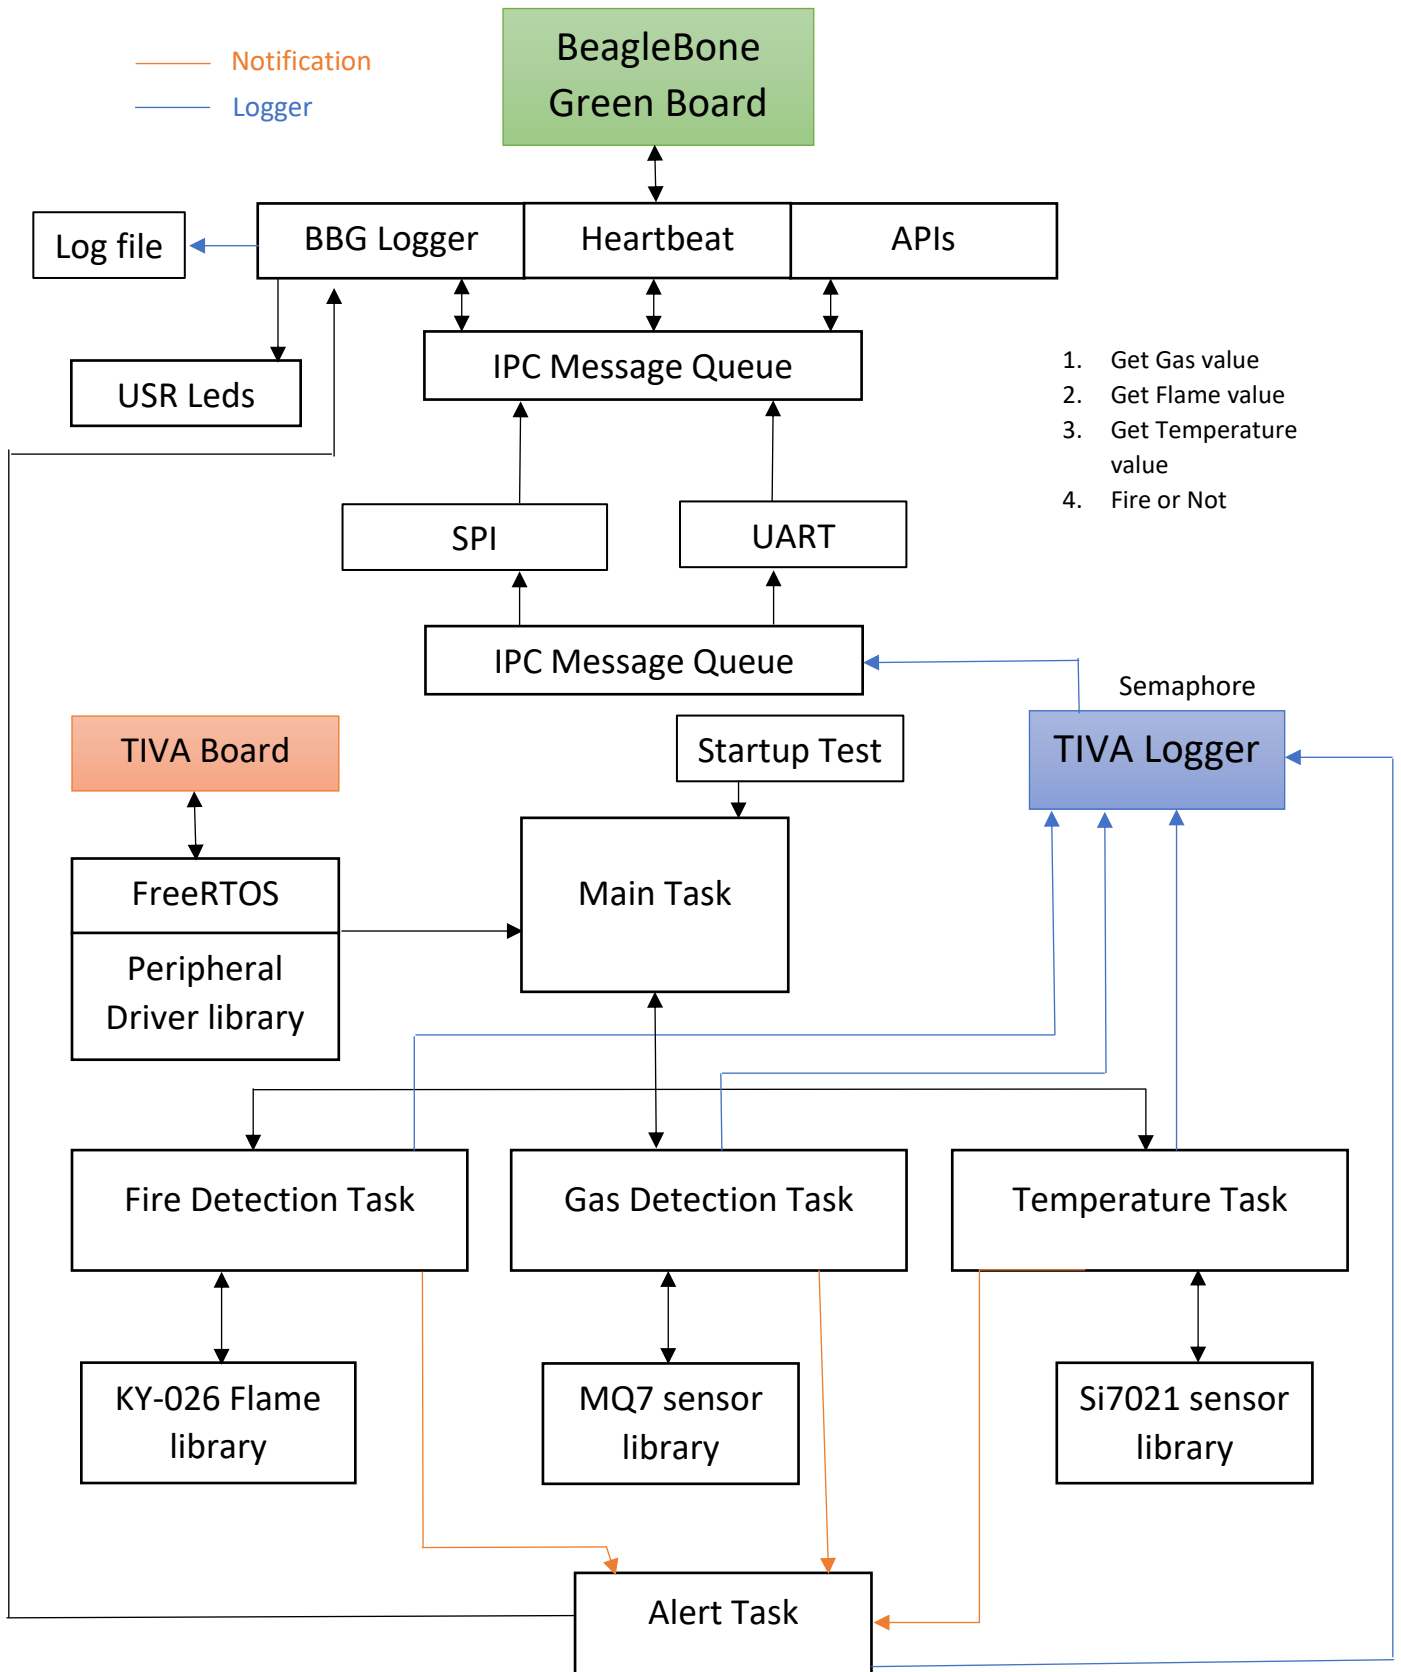 Notification
Logger
BeagleBone
Green Board
Log file
BBG Logger
Heartbeat
APIs
USR Leds
IPC Message Queue
1. Get Gas value
2. Get Flame value
3. Get Temperature
value
4. Fire or Not
SPI
UART
IPC Message Queue
Semaphore
TIVA Board
Startup Test
TIVA Logger
FreeRTOS
Peripheral
Driver library
Main Task
Fire Detection Task
Gas Detection Task
Temperature Task
KY-026 Flame
library
MQ7 sensor
library
Si7021 sensor
library
Alert Task